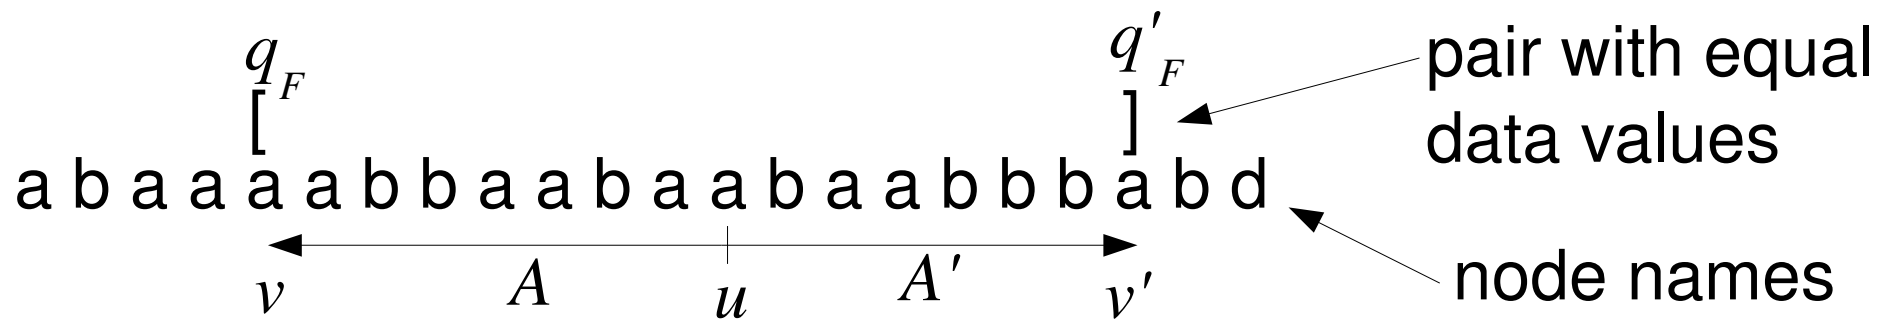 q_F q'_F pair with equal
[ ] data values
a b a a a a b b a a b a a b a a b b b a b d
A A'
v u v' node names